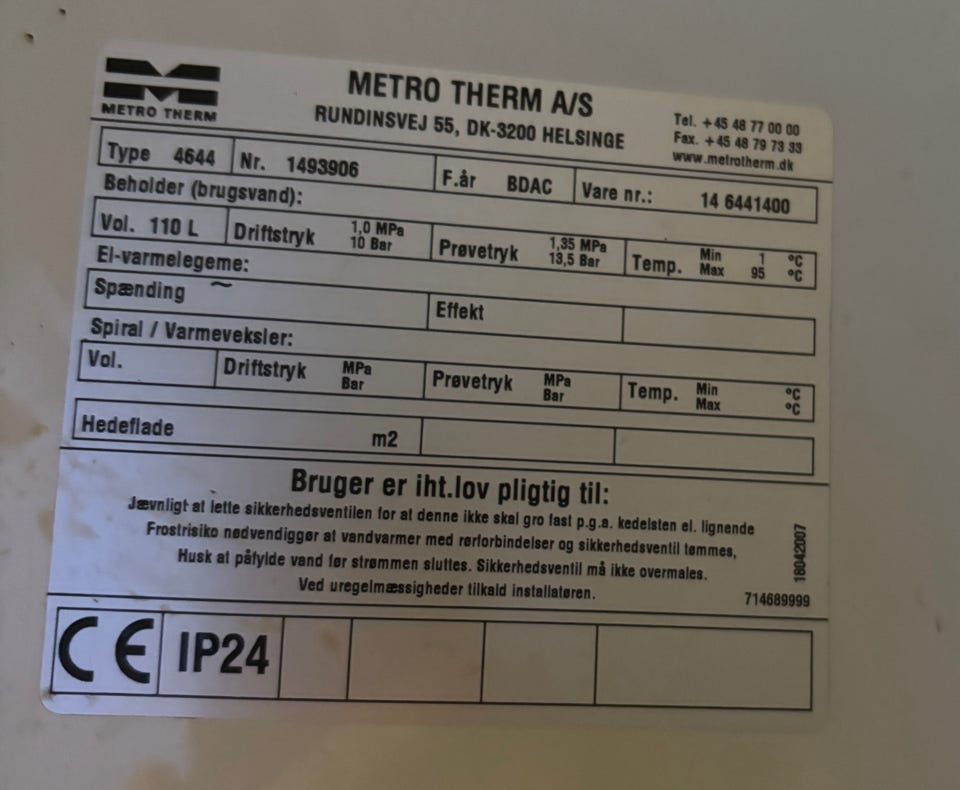 METRO THERM
METRO THERM A/S
RUNDINSVEJ 55, DK-3200 HELSINGE
Tel. +45 48 77 00 00
Fax. +45 48 79 73 33
www.metrotherm.dk
Type 4644 Nr. 1493906 F.år BDAC Vare nr.: 14 6441400
Beholder (brugsvand):
Vol. 110 L Driftstryk 1,0 MPa 10 Bar Prøvetryk 1,35 MPa 13,5 Bar Temp. Min 1 °C Max 95 °C
El-varmelegeme:
Spænding ~ Effekt
Spiral / Varmeveksler:
Vol. Driftstryk MPa Bar Prøvetryk MPa Bar Temp. Min °C Max °C
Hedeflade m2
Bruger er iht.lov pligtig til:
Jævnligt at lette sikkerhedsventilen for at denne ikke skal gro fast p.g.a. kedelsten el. lignende
Frostrisiko nødvendiggør at vandvarmer med rørforbindelser og sikkerhedsventil tømmes,
Husk at påfylde vand før strømmen sluttes. Sikkerhedsventil må ikke overmales.
Ved uregelmæssigheder tilkald installatøren.
18042007
714689999
CE IP24